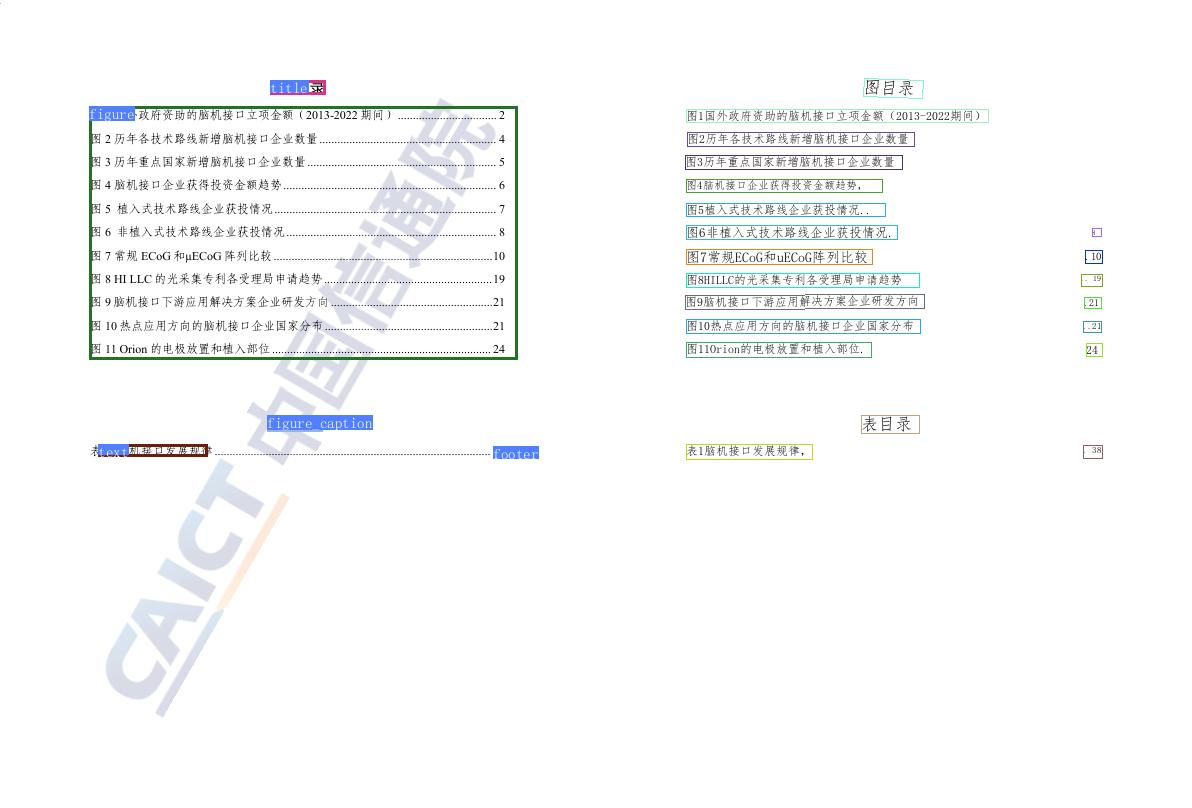 title录
figure 政府资助的脑机接口立项金额（2013-2022 期间）........................ 2
图 2 历年各技术路线新增脑机接口企业数量........................ 4
图 3 历年重点国家新增脑机接口企业数量........................ 5
图 4 脑机接口企业获得投资金额趋势........................ 6
图 5 植入式技术路线企业获投情况........................ 7
图 6 非植入式技术路线企业获投情况........................ 8
图 7 常规 ECoG 和μECoG 阵列比较........................10
图 8 HI LLC 的光采集专利各受理局申请趋势........................19
图 9 脑机接口下游应用解决方案企业研发方向........................21
图 10 热点应用方向的脑机接口企业国家分布........................21
图 11 Orion 的电极放置和植入部位........................ 24
figure_caption
表text机接口发展规律........................footer
CAICT 中国信通院
图目录
图1国外政府资助的脑机接口立项金额（2013-2022期间）
图2历年各技术路线新增脑机接口企业数量
图3历年重点国家新增脑机接口企业数量
图4脑机接口企业获得投资金额趋势,
图5植入式技术路线企业获投情况..
图6非植入式技术路线企业获投情况.
图7常规ECoG和uECoG阵列比较 .10
图8HILLC的光采集专利各受理局申请趋势 . 19
图9脑机接口下游应用解决方案企业研发方向 .21
图10热点应用方向的脑机接口企业国家分布 ..21
图11Orion的电极放置和植入部位. 24
表目录
表1脑机接口发展规律, . 38